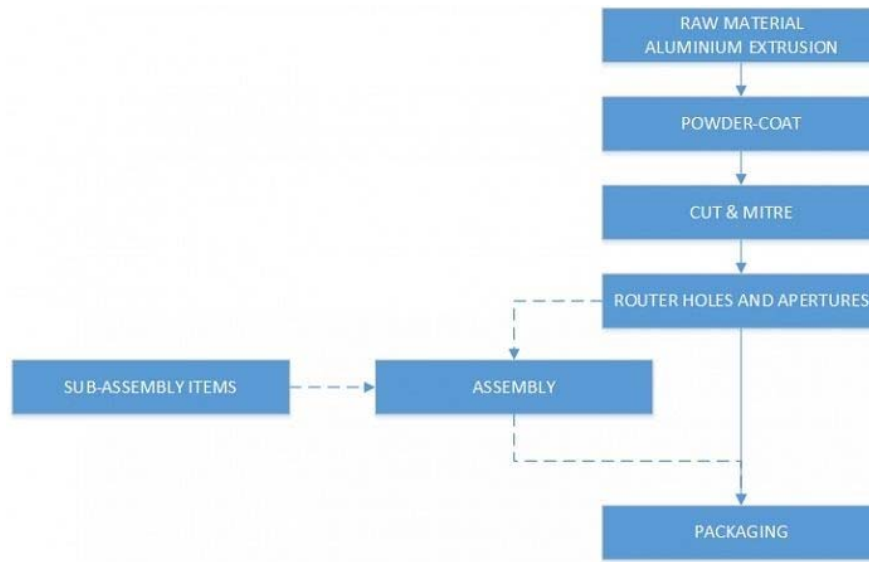 RAW MATERIAL
ALUMINIUM EXTRUSION
POWDER-COAT
CUT & MITRE
ROUTER HOLES AND APERTURES
SUB-ASSEMBLY ITEMS
ASSEMBLY
PACKAGING